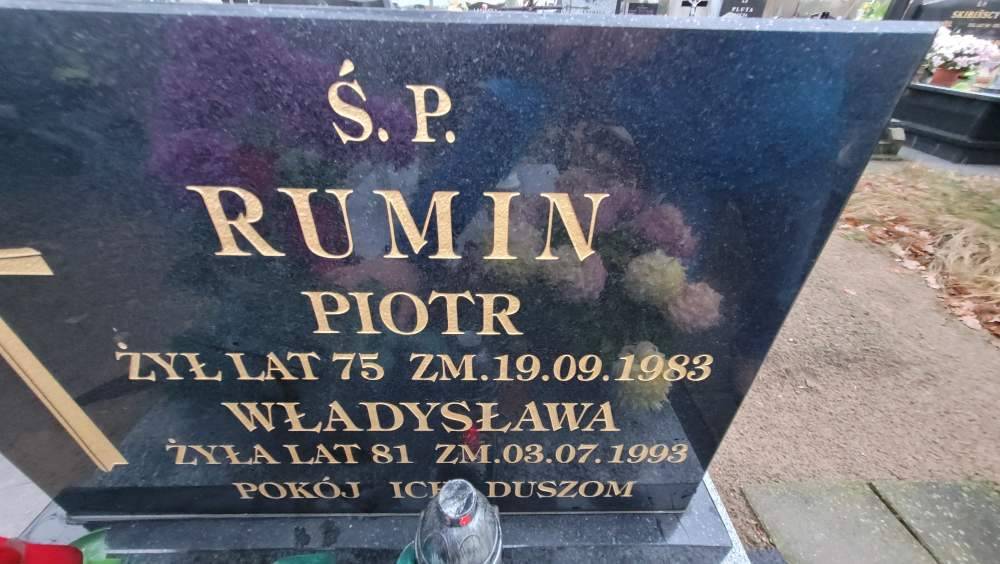 Ś. P.
RUMIN
PIOTR
ŻYŁ LAT 75 ZM.19.09.1983
WŁADYSŁAWA
ŻYŁA LAT 81 ZM.03.07.1993
POKÓJ ICH DUSZOM
PLUTA